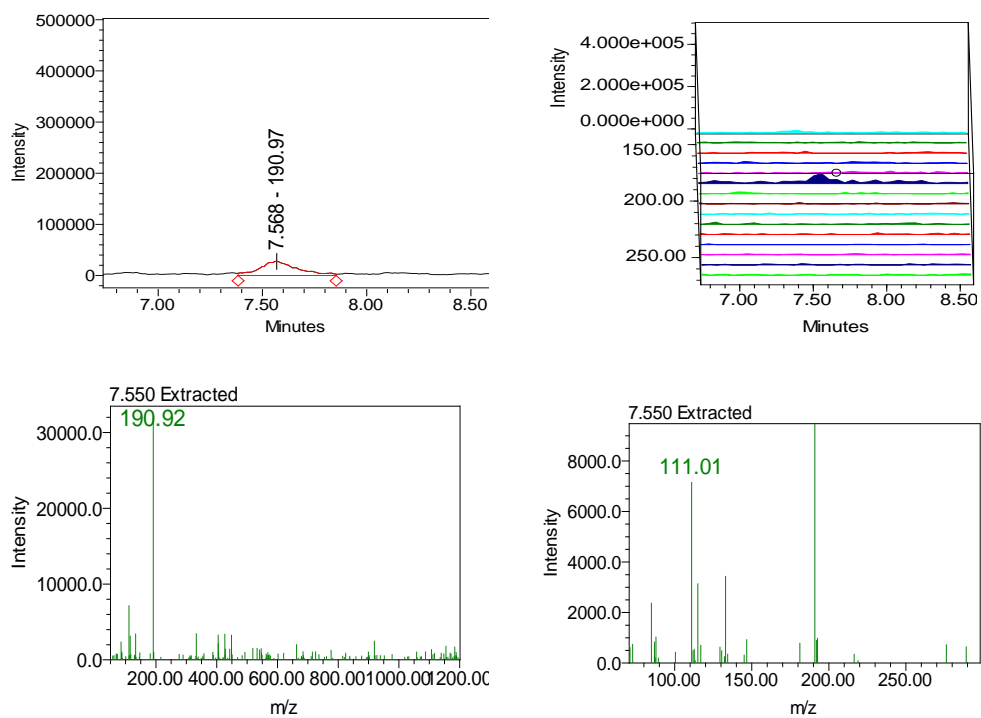 500000
400000
300000
200000
100000
0
Intensity
7.568 - 190.97
7.00
7.50
8.00
8.50
Minutes
4.000e+005
2.000e+005
0.000e+000
Intensity
150.00
200.00
250.00
7.00
7.50
8.00
8.50
Minutes
7.550 Extracted
190.92
30000.0
20000.0
10000.0
0.0
Intensity
200.00
400.00
600.00
800.00
1000.00
1200.00
m/z
7.550 Extracted
111.01
8000.0
6000.0
4000.0
2000.0
0.0
Intensity
100.00
150.00
200.00
250.00
m/z